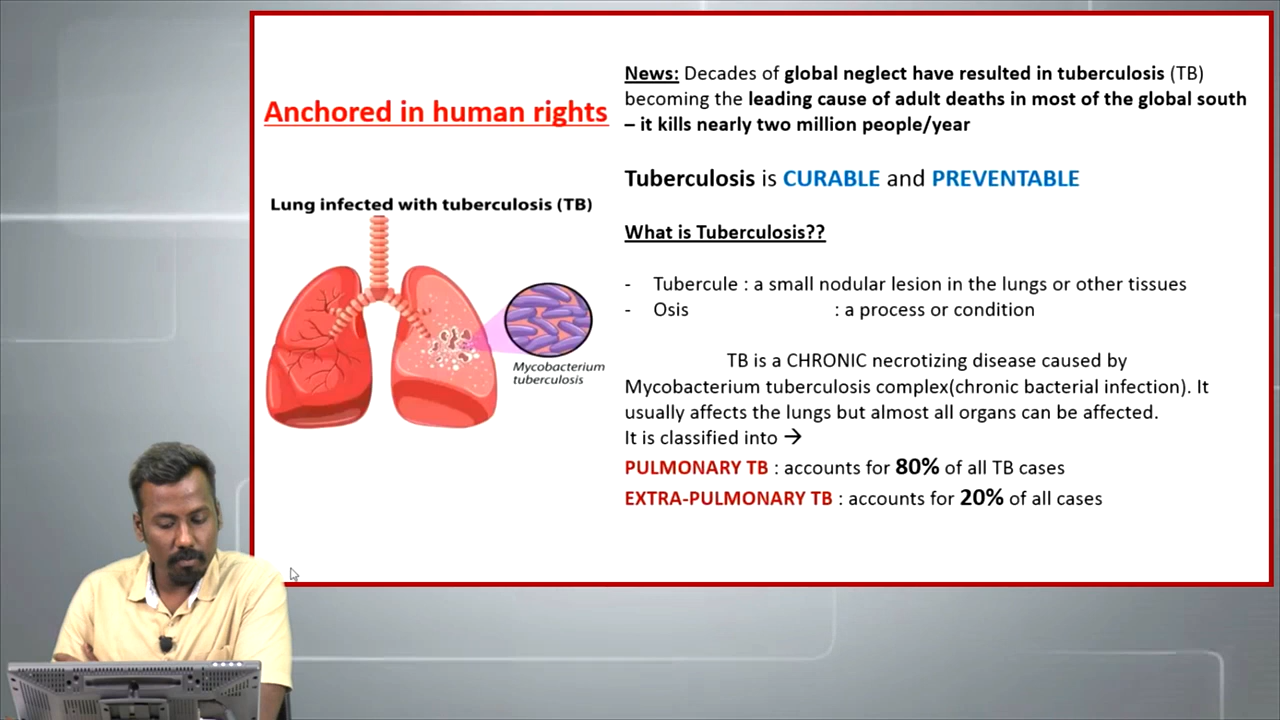 Anchored in human rights
Lung infected with tuberculosis (TB)
Mycobacterium
tuberculosis
News: Decades of global neglect have resulted in tuberculosis (TB)
becoming the leading cause of adult deaths in most of the global south
– it kills nearly two million people/year
Tuberculosis is CURABLE and PREVENTABLE
What is Tuberculosis??
- Tubercule : a small nodular lesion in the lungs or other tissues
- Osis : a process or condition
TB is a CHRONIC necrotizing disease caused by
Mycobacterium tuberculosis complex(chronic bacterial infection). It
usually affects the lungs but almost all organs can be affected.
It is classified into →
PULMONARY TB : accounts for 80% of all TB cases
EXTRA-PULMONARY TB : accounts for 20% of all cases